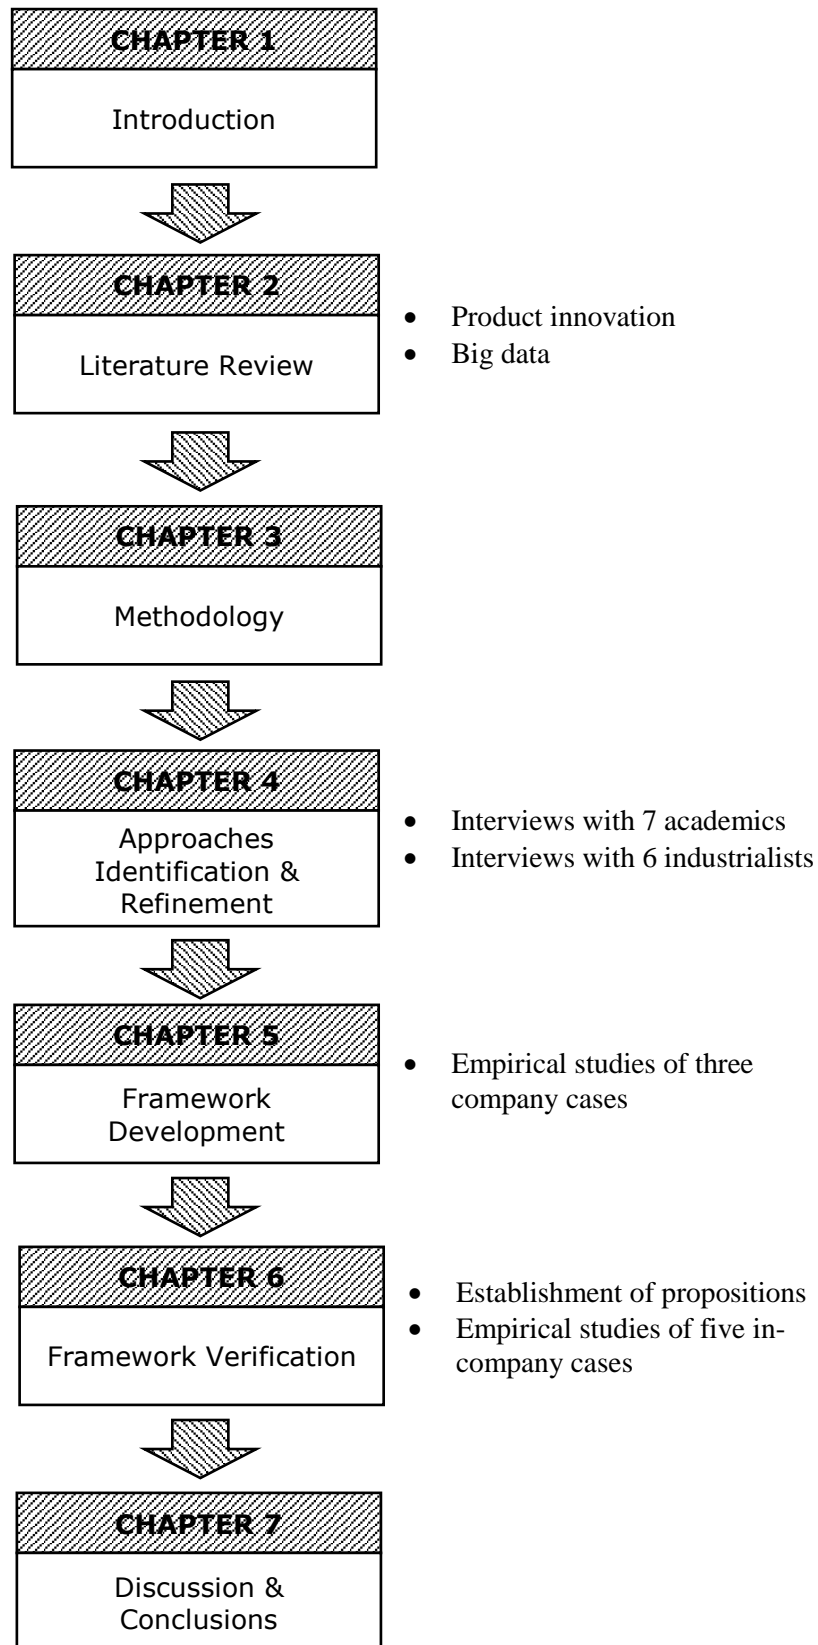 CHAPTER 1
Introduction
CHAPTER 2
Literature Review
• Product innovation
• Big data
CHAPTER 3
Methodology
CHAPTER 4
Approaches
Identification &
Refinement
• Interviews with 7 academics
• Interviews with 6 industrialists
CHAPTER 5
Framework
Development
• Empirical studies of three
company cases
CHAPTER 6
Framework Verification
• Establishment of propositions
• Empirical studies of five in-
company cases
CHAPTER 7
Discussion &
Conclusions